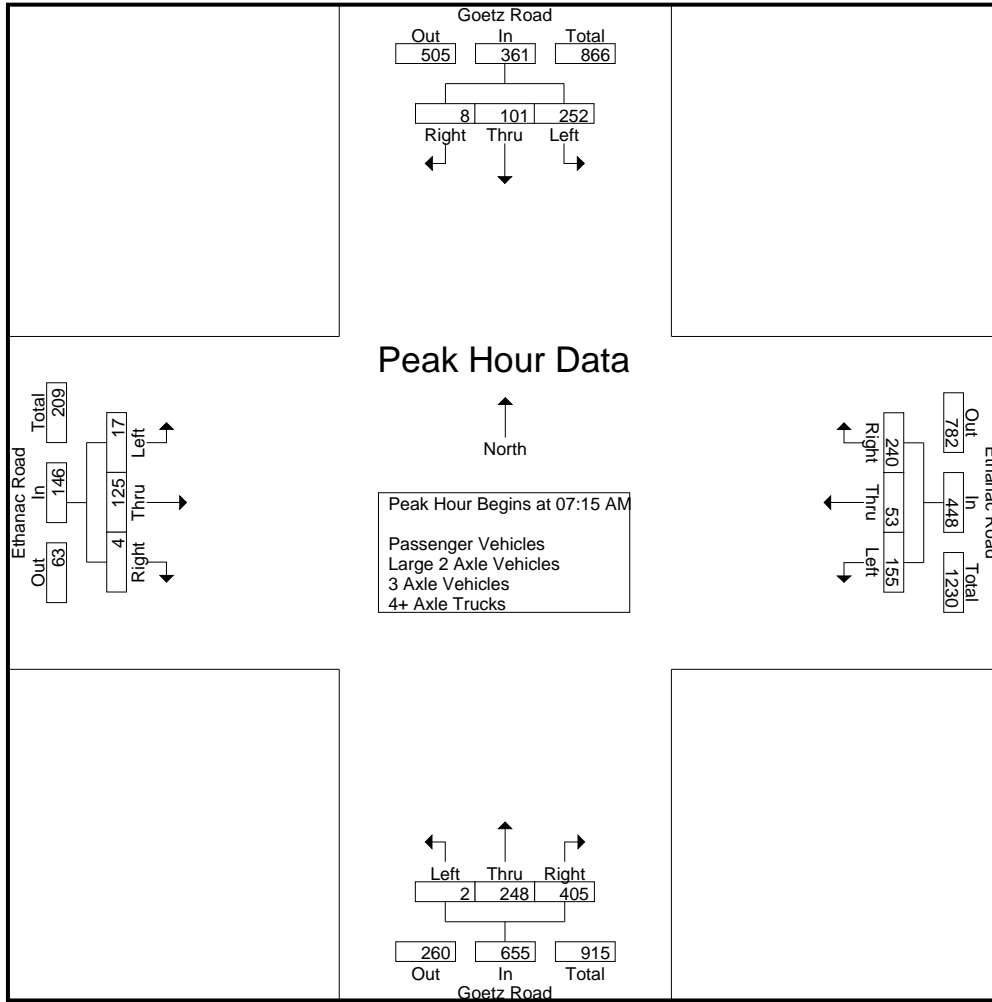 Goetz Road
Out In Total
505 361 866
8 101 252
Right Thru Left
Peak Hour Data
North
Peak Hour Begins at 07:15 AM
Passenger Vehicles
Large 2 Axle Vehicles
3 Axle Vehicles
4+ Axle Trucks
Ethanac Road
Out In Total
63 146 209
17 125 4
Left Thru Right
Ethanac Road
Out In Total
782 448 1230
240 53 155
Right Thru Left
Left Thru Right
2 248 405
260 655 915
Out In Total
Goetz Road